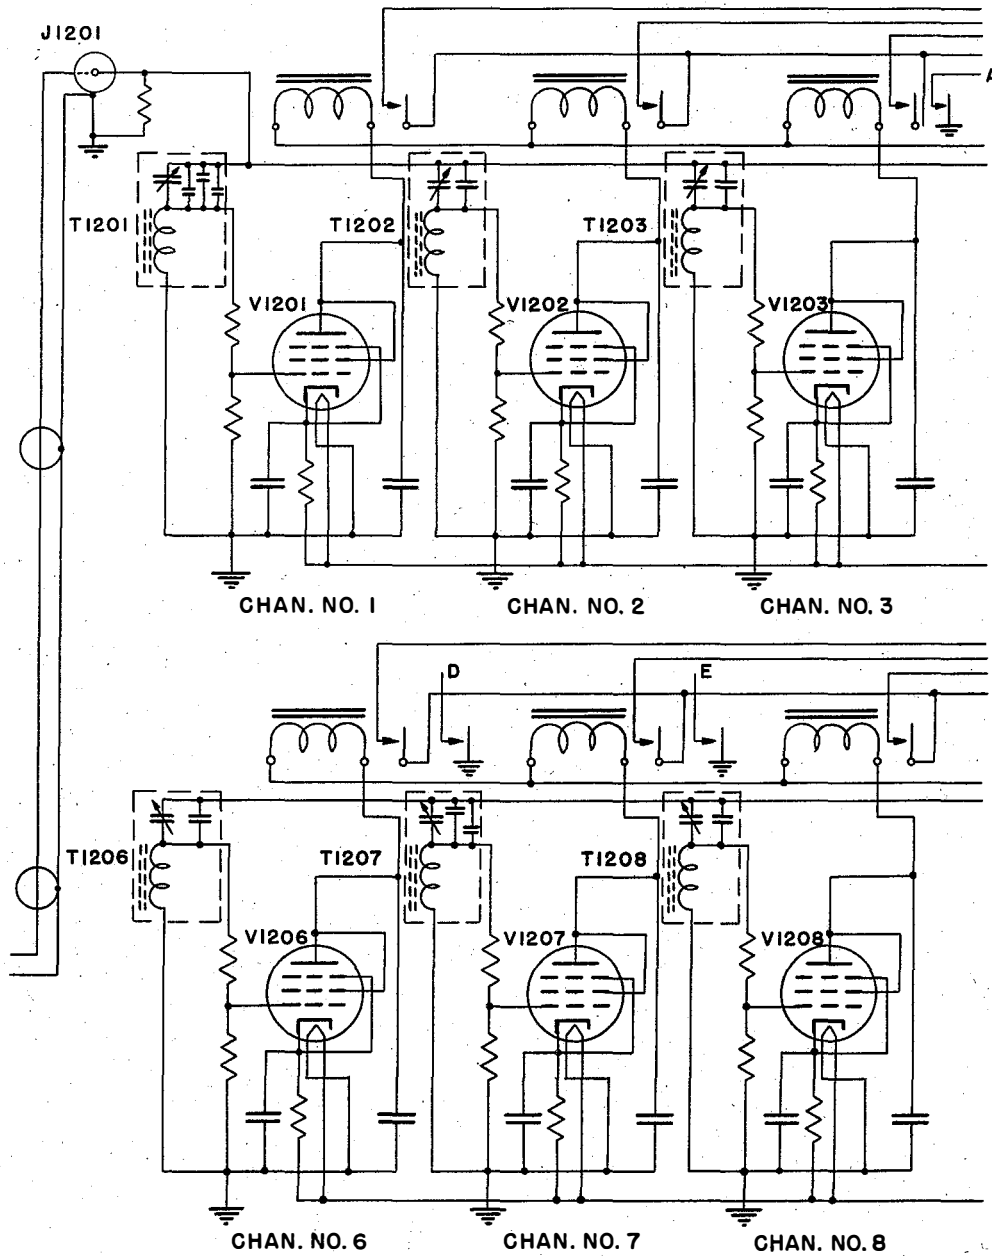 J1201
A
T1201
T1202
T1203
V1201
V1202
V1203
CHAN. NO. 1
CHAN. NO. 2
CHAN. NO. 3
D
E
T1206
T1207
T1208
V1206
V1207
V1208
CHAN. NO. 6
CHAN. NO. 7
CHAN. NO. 8